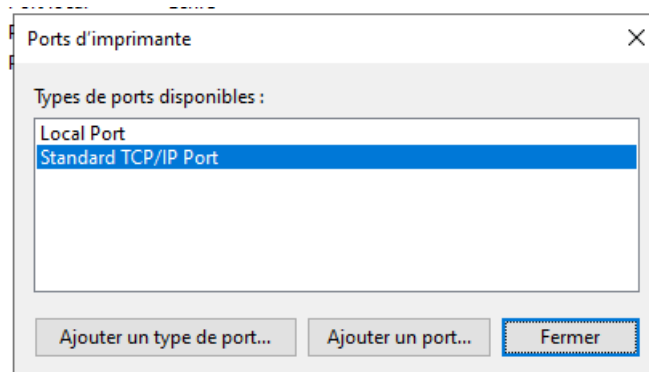 Ports d’imprimante
Types de ports disponibles :
Local Port
Standard TCP/IP Port
Ajouter un type de port...
Ajouter un port...
Fermer